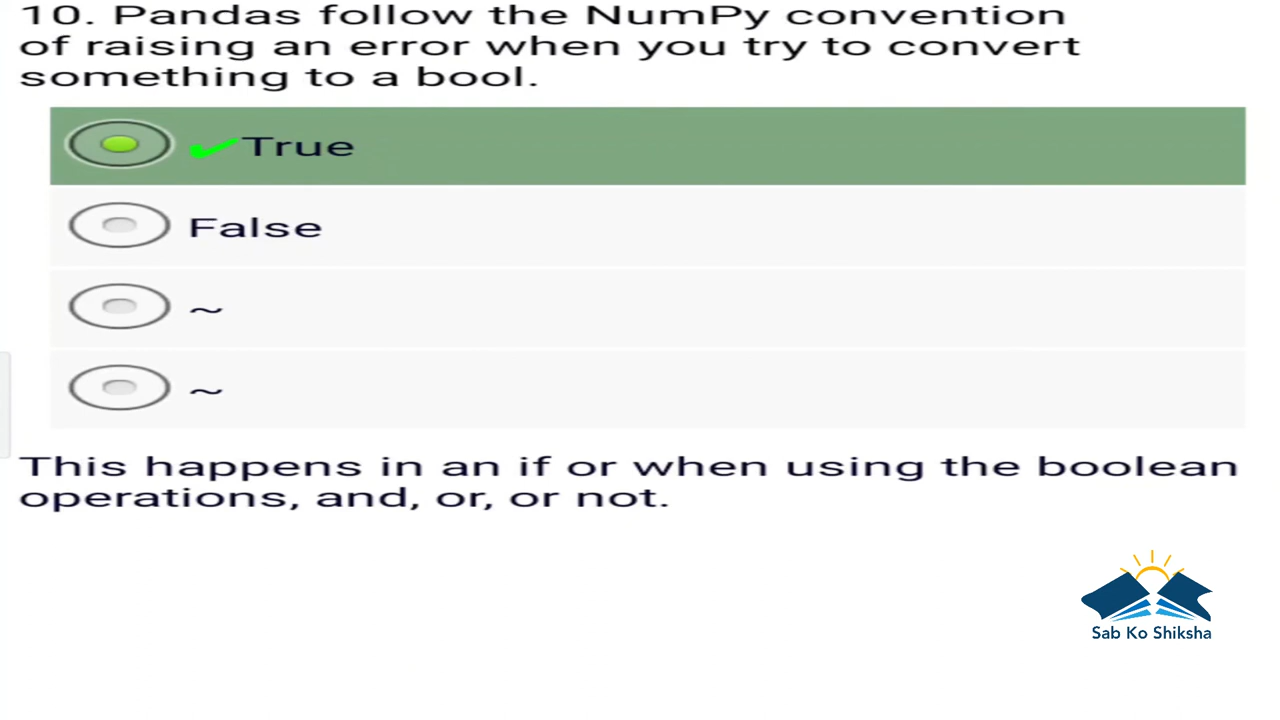 10. Pandas follow the NumPy convention
of raising an error when you try to convert
something to a bool.
✔True
False
~
~
This happens in an if or when using the boolean
operations, and, or, or not.
Sab Ko Shiksha